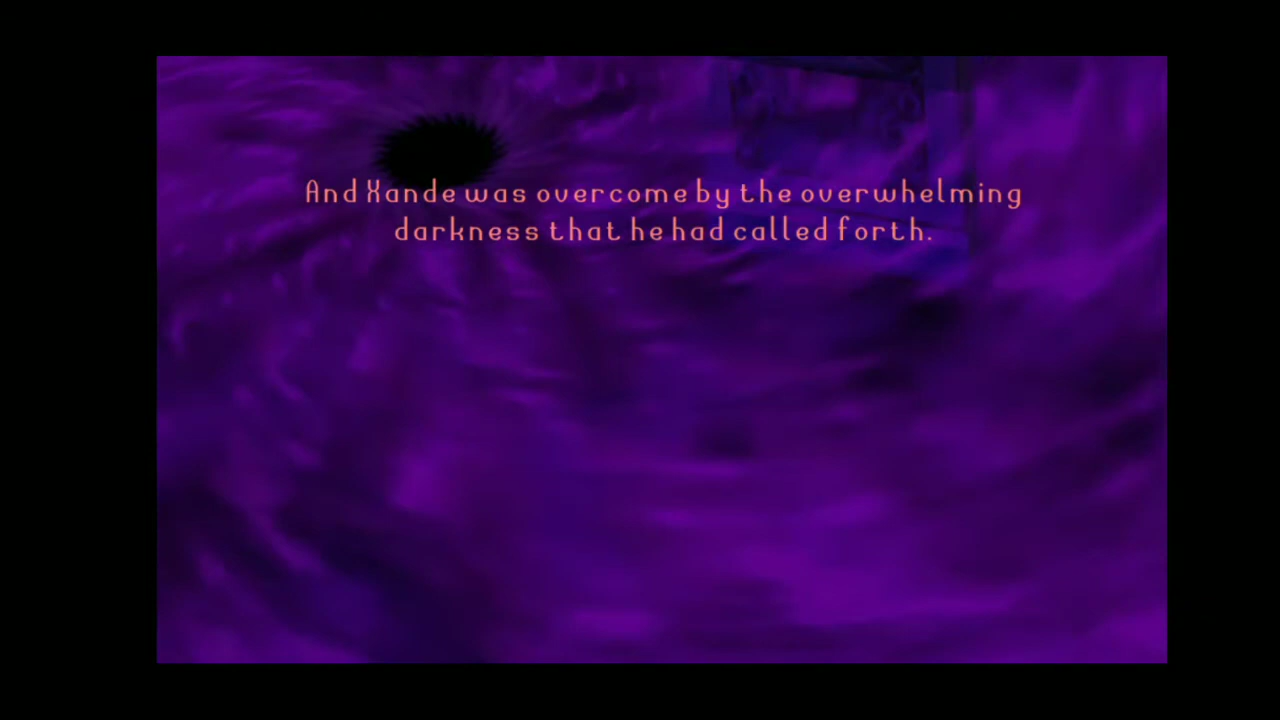 And Xande was overcome by the overwhelming
darkness that he had called forth.